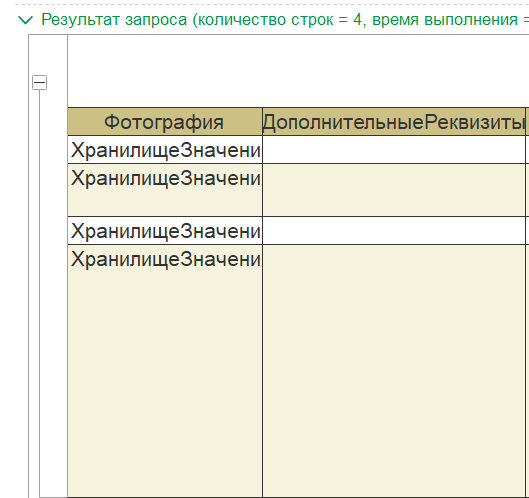 Результат запроса (количество строк = 4, время выполнения =
Фотография ДополнительныеРеквизиты
ХранилищеЗначени
ХранилищеЗначени
ХранилищеЗначени
ХранилищеЗначени